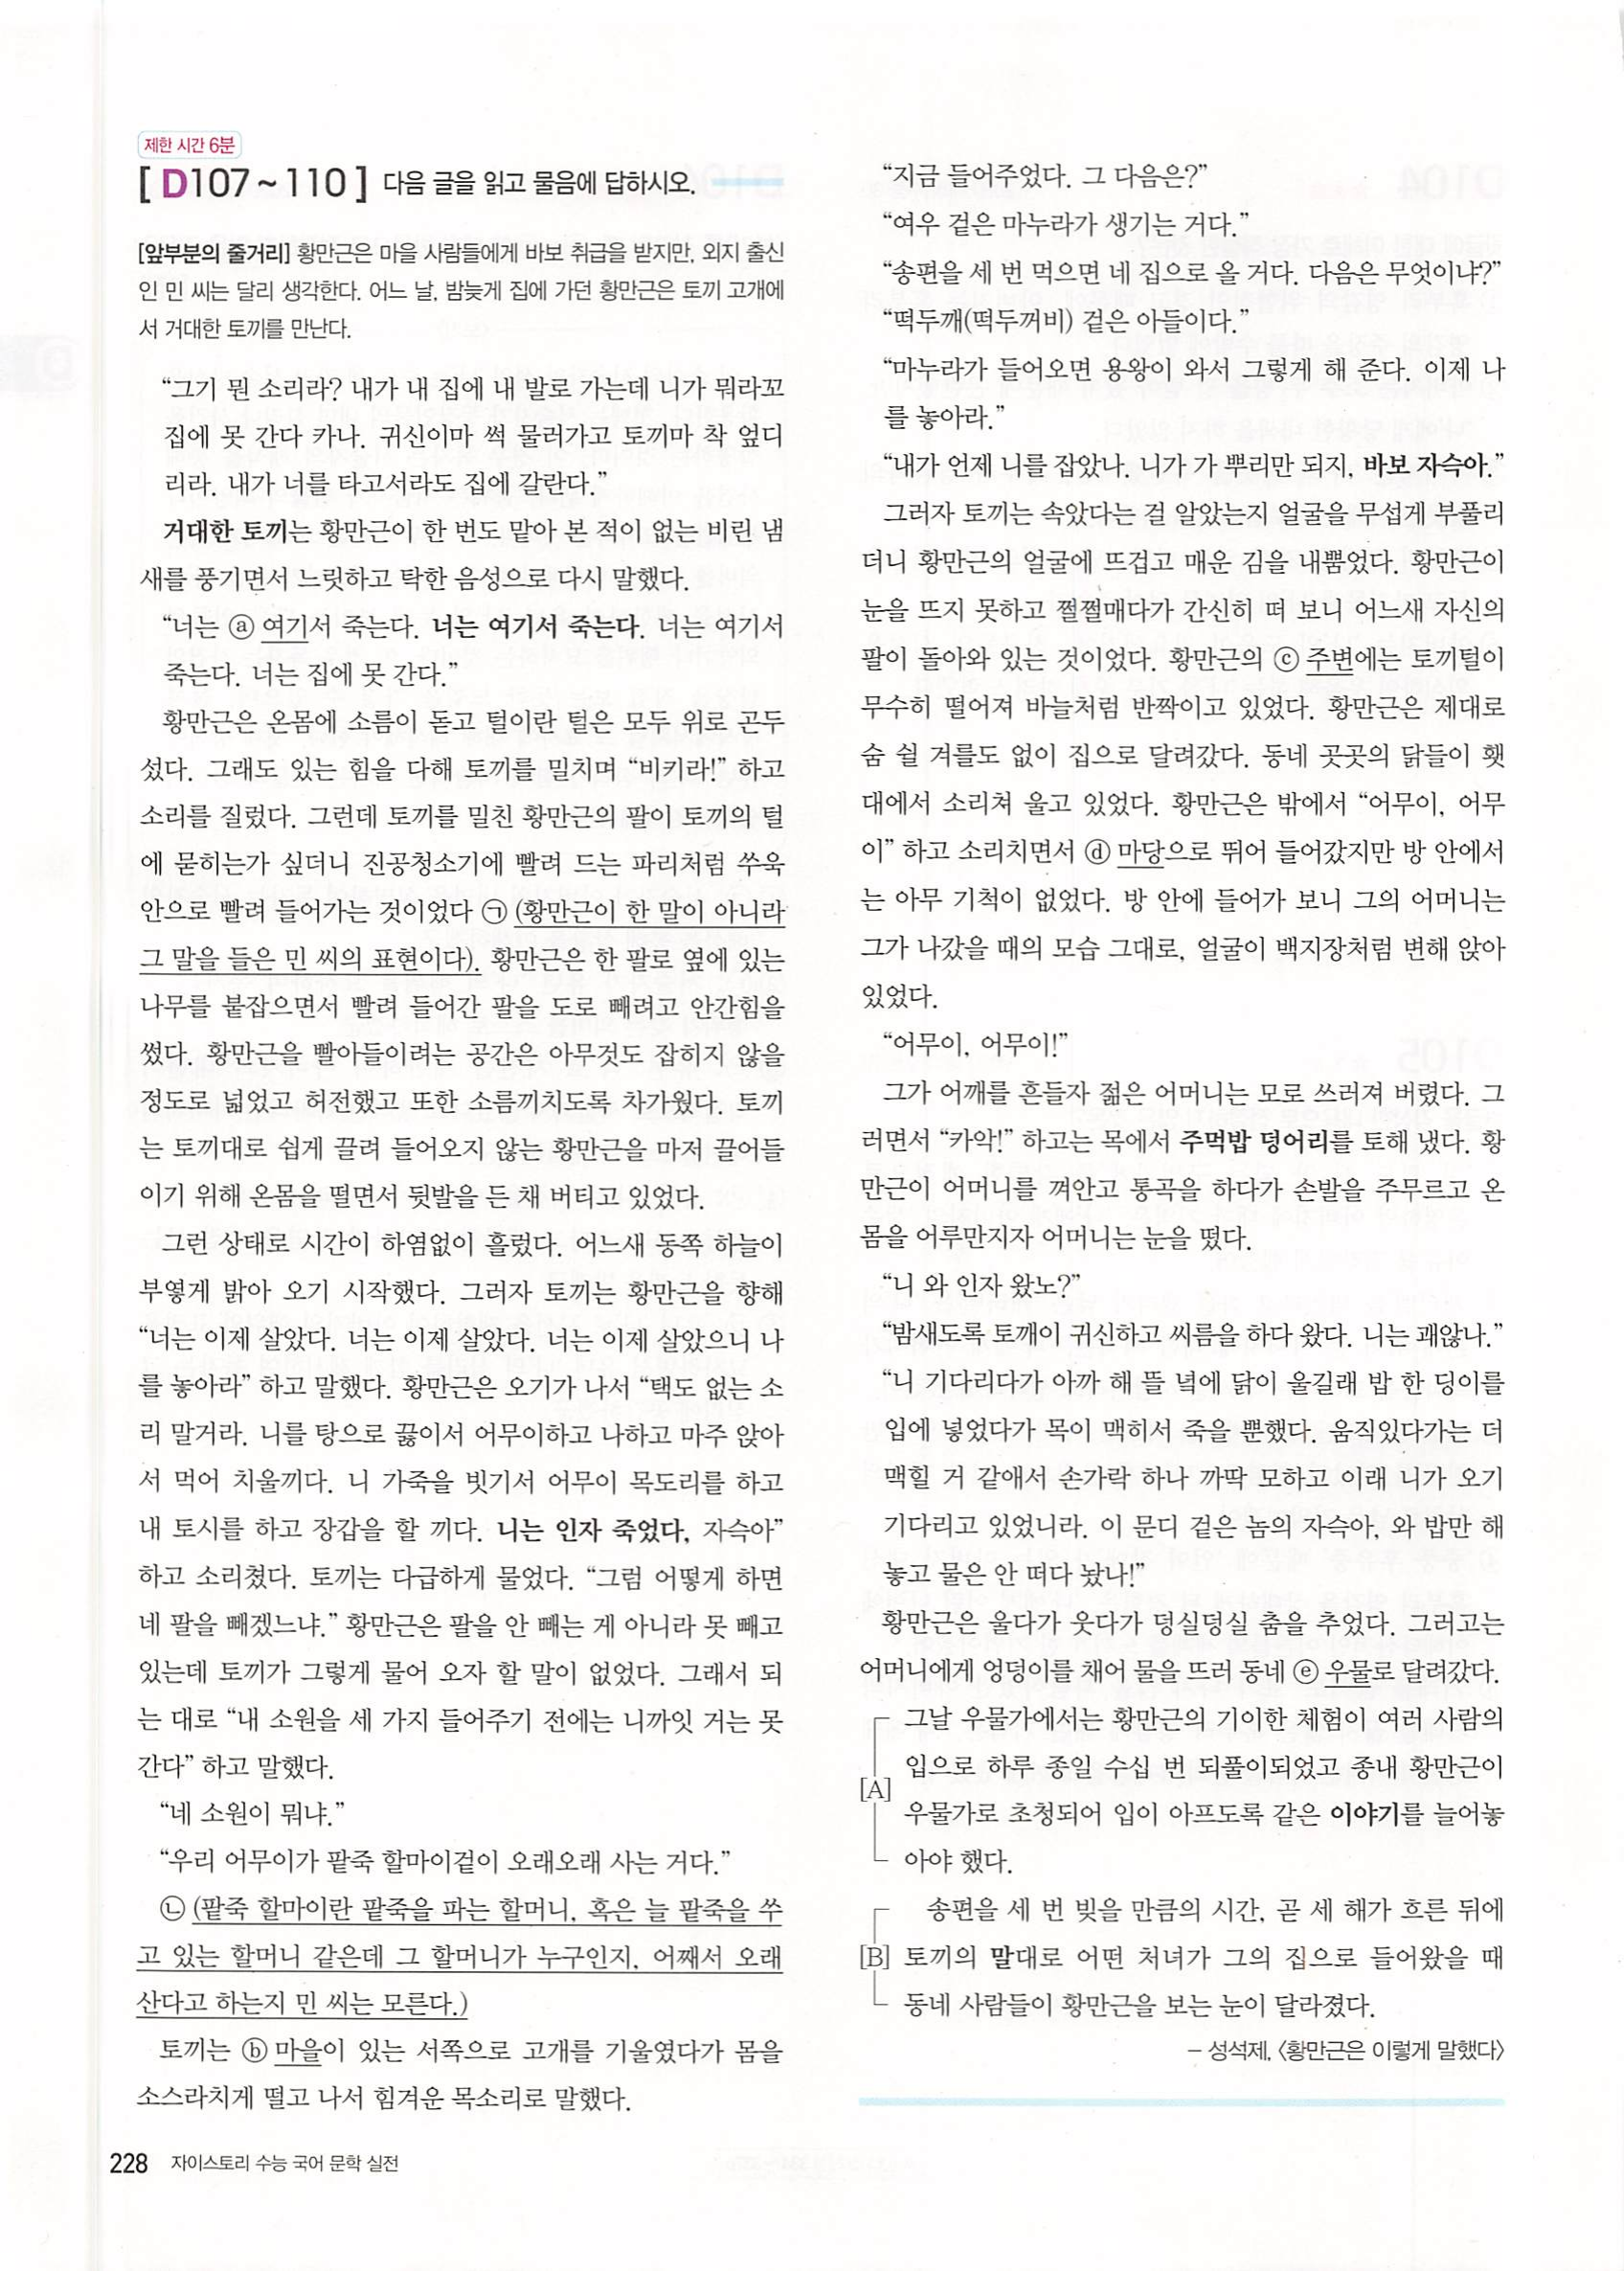 제한 시간 6분
[ D107 ~ 110 ] 다음 글을 읽고 물음에 답하시오.
[앞부분의 줄거리] 황만근은 마을 사람들에게 바보 취급을 받지만, 외지 출신
인 민 씨는 달리 생각한다. 어느 날, 밤늦게 집에 가던 황만근은 토끼 고개에
서 거대한 토끼를 만난다.
“그기 뭔 소리라? 내가 내 집에 내 발로 가는데 니가 뭐라꼬
집에 못 간다 카나. 귀신이마 썩 물러가고 토끼마 착 엎디
리라. 내가 너를 타고서라도 집에 갈란다.”
거대한 토끼는 황만근이 한 번도 맡아 본 적이 없는 비린 냄
새를 풍기면서 느릿하고 탁한 음성으로 다시 말했다.
“너는 ⓐ 여기서 죽는다. 너는 여기서 죽는다. 너는 여기서
죽는다. 너는 집에 못 간다.”
황만근은 온몸에 소름이 돋고 털이란 털은 모두 위로 곤두
섰다. 그래도 있는 힘을 다해 토끼를 밀치며 “비키라!” 하고
소리를 질렀다. 그런데 토끼를 밀친 황만근의 팔이 토끼의 털
에 묻히는가 싶더니 진공청소기에 빨려 드는 파리처럼 쑤욱
안으로 빨려 들어가는 것이었다 ㉠ (황만근이 한 말이 아니라
그 말을 들은 민 씨의 표현이다). 황만근은 한 팔로 옆에 있는
나무를 붙잡으면서 빨려 들어간 팔을 도로 빼려고 안간힘을
썼다. 황만근을 빨아들이려는 공간은 아무것도 잡히지 않을
정도로 넓었고 허전했고 또한 소름끼치도록 차가웠다. 토끼
는 토끼대로 쉽게 끌려 들어오지 않는 황만근을 마저 끌어들
이기 위해 온몸을 떨면서 뒷발을 든 채 버티고 있었다.
그런 상태로 시간이 하염없이 흘렀다. 어느새 동쪽 하늘이
부옇게 밝아 오기 시작했다. 그러자 토끼는 황만근을 향해
“너는 이제 살았다. 너는 이제 살았다. 너는 이제 살았으니 나
를 놓아라” 하고 말했다. 황만근은 오기가 나서 “택도 없는 소
리 말거라. 니를 탕으로 끓이서 어무이하고 나하고 마주 앉아
서 먹어 치울끼다. 니 가죽을 빗기서 어무이 목도리를 하고
내 토시를 하고 장갑을 할 끼다. 니는 인자 죽었다, 자슥아”
하고 소리쳤다. 토끼는 다급하게 물었다. “그럼 어떻게 하면
네 팔을 빼겠느냐.” 황만근은 팔을 안 빼는 게 아니라 못 빼고
있는데 토끼가 그렇게 물어 오자 할 말이 없었다. 그래서 되
는 대로 “내 소원을 세 가지 들어주기 전에는 니까잇 거는 못
간다” 하고 말했다.
“네 소원이 뭐냐.”
“우리 어무이가 팥죽 할마이겉이 오래오래 사는 거다.”
㉡ (팥죽 할마이란 팥죽을 파는 할머니, 혹은 늘 팥죽을 쑤
고 있는 할머니 같은데 그 할머니가 누구인지, 어째서 오래
산다고 하는지 민 씨는 모른다.)
토끼는 ⓑ 마을이 있는 서쪽으로 고개를 기울였다가 몸을
소스라치게 떨고 나서 힘겨운 목소리로 말했다.
“지금 들어주었다. 그 다음은?”
“여우 겉은 마누라가 생기는 거다.”
“송편을 세 번 먹으면 네 집으로 올 거다. 다음은 무엇이냐?”
“떡두깨(떡두꺼비) 겉은 아들이다.”
“마누라가 들어오면 용왕이 와서 그렇게 해 준다. 이제 나
를 놓아라.”
“내가 언제 니를 잡았나. 니가 가 뿌리만 되지, 바보 자슥아.”
그러자 토끼는 속았다는 걸 알았는지 얼굴을 무섭게 부풀리
더니 황만근의 얼굴에 뜨겁고 매운 김을 내뿜었다. 황만근이
눈을 뜨지 못하고 쩔쩔매다가 간신히 떠 보니 어느새 자신의
팔이 돌아와 있는 것이었다. 황만근의 ⓒ 주변에는 토끼털이
무수히 떨어져 바늘처럼 반짝이고 있었다. 황만근은 제대로
숨 쉴 겨를도 없이 집으로 달려갔다. 동네 곳곳의 닭들이 횃
대에서 소리쳐 울고 있었다. 황만근은 밖에서 “어무이, 어무
이” 하고 소리치면서 ⓓ 마당으로 뛰어 들어갔지만 방 안에서
는 아무 기척이 없었다. 방 안에 들어가 보니 그의 어머니는
그가 나갔을 때의 모습 그대로, 얼굴이 백지장처럼 변해 앉아
있었다.
“어무이, 어무이!”
그가 어깨를 흔들자 젊은 어머니는 모로 쓰러져 버렸다. 그
러면서 “카악!” 하고는 목에서 주먹밥 덩어리를 토해 냈다. 황
만근이 어머니를 껴안고 통곡을 하다가 손발을 주무르고 온
몸을 어루만지자 어머니는 눈을 떴다.
“니 와 인자 왔노?”
“밤새도록 토깨이 귀신하고 씨름을 하다 왔다. 니는 괘않나.”
“니 기다리다가 아까 해 뜰 녘에 닭이 울길래 밥 한 덩이를
입에 넣었다가 목이 맥히서 죽을 뿐했다. 움직있다가는 더
맥힐 거 같애서 손가락 하나 까딱 모하고 이래 니가 오기
기다리고 있었니라. 이 문디 겉은 놈의 자슥아, 와 밥만 해
놓고 물은 안 떠다 놨나!”
황만근은 울다가 웃다가 덩실덩실 춤을 추었다. 그러고는
어머니에게 엉덩이를 채어 물을 뜨러 동네 ⓔ 우물로 달려갔다.
[A] 그날 우물가에서는 황만근의 기이한 체험이 여러 사람의
입으로 하루 종일 수십 번 되풀이되었고 종내 황만근이
우물가로 초청되어 입이 아프도록 같은 이야기를 늘어놓
아야 했다.
[B] 송편을 세 번 빚을 만큼의 시간, 곧 세 해가 흐른 뒤에
토끼의 말대로 어떤 처녀가 그의 집으로 들어왔을 때
동네 사람들이 황만근을 보는 눈이 달라졌다.
– 성석제, 〈황만근은 이렇게 말했다〉
228 자이스토리 수능 국어 문학 실전